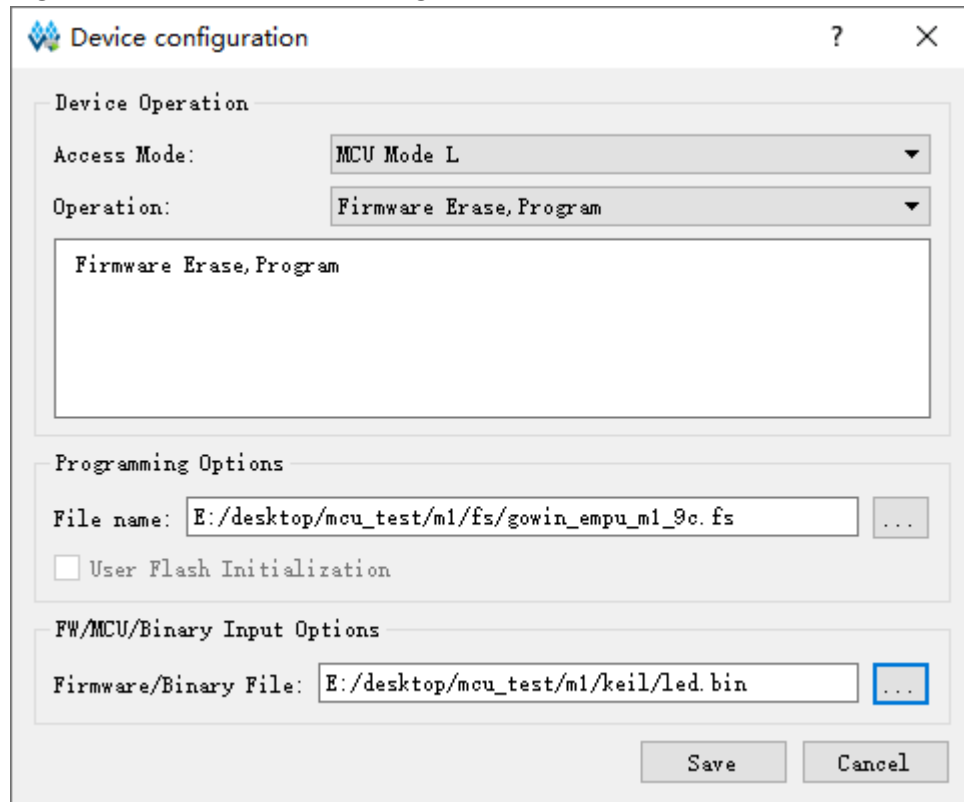 Device configuration
?
Device Operation
Access Mode: MCU Mode L
Operation: Firmware Erase,Program
Firmware Erase,Program
Programming Options
File name: E:/desktop/mcu_test/m1/fs/gowin_empu_m1_9c.fs ...
User Flash Initialization
FW/MCU/Binary Input Options
Firmware/Binary File: E:/desktop/mcu_test/m1/keil/led.bin ...
Save Cancel